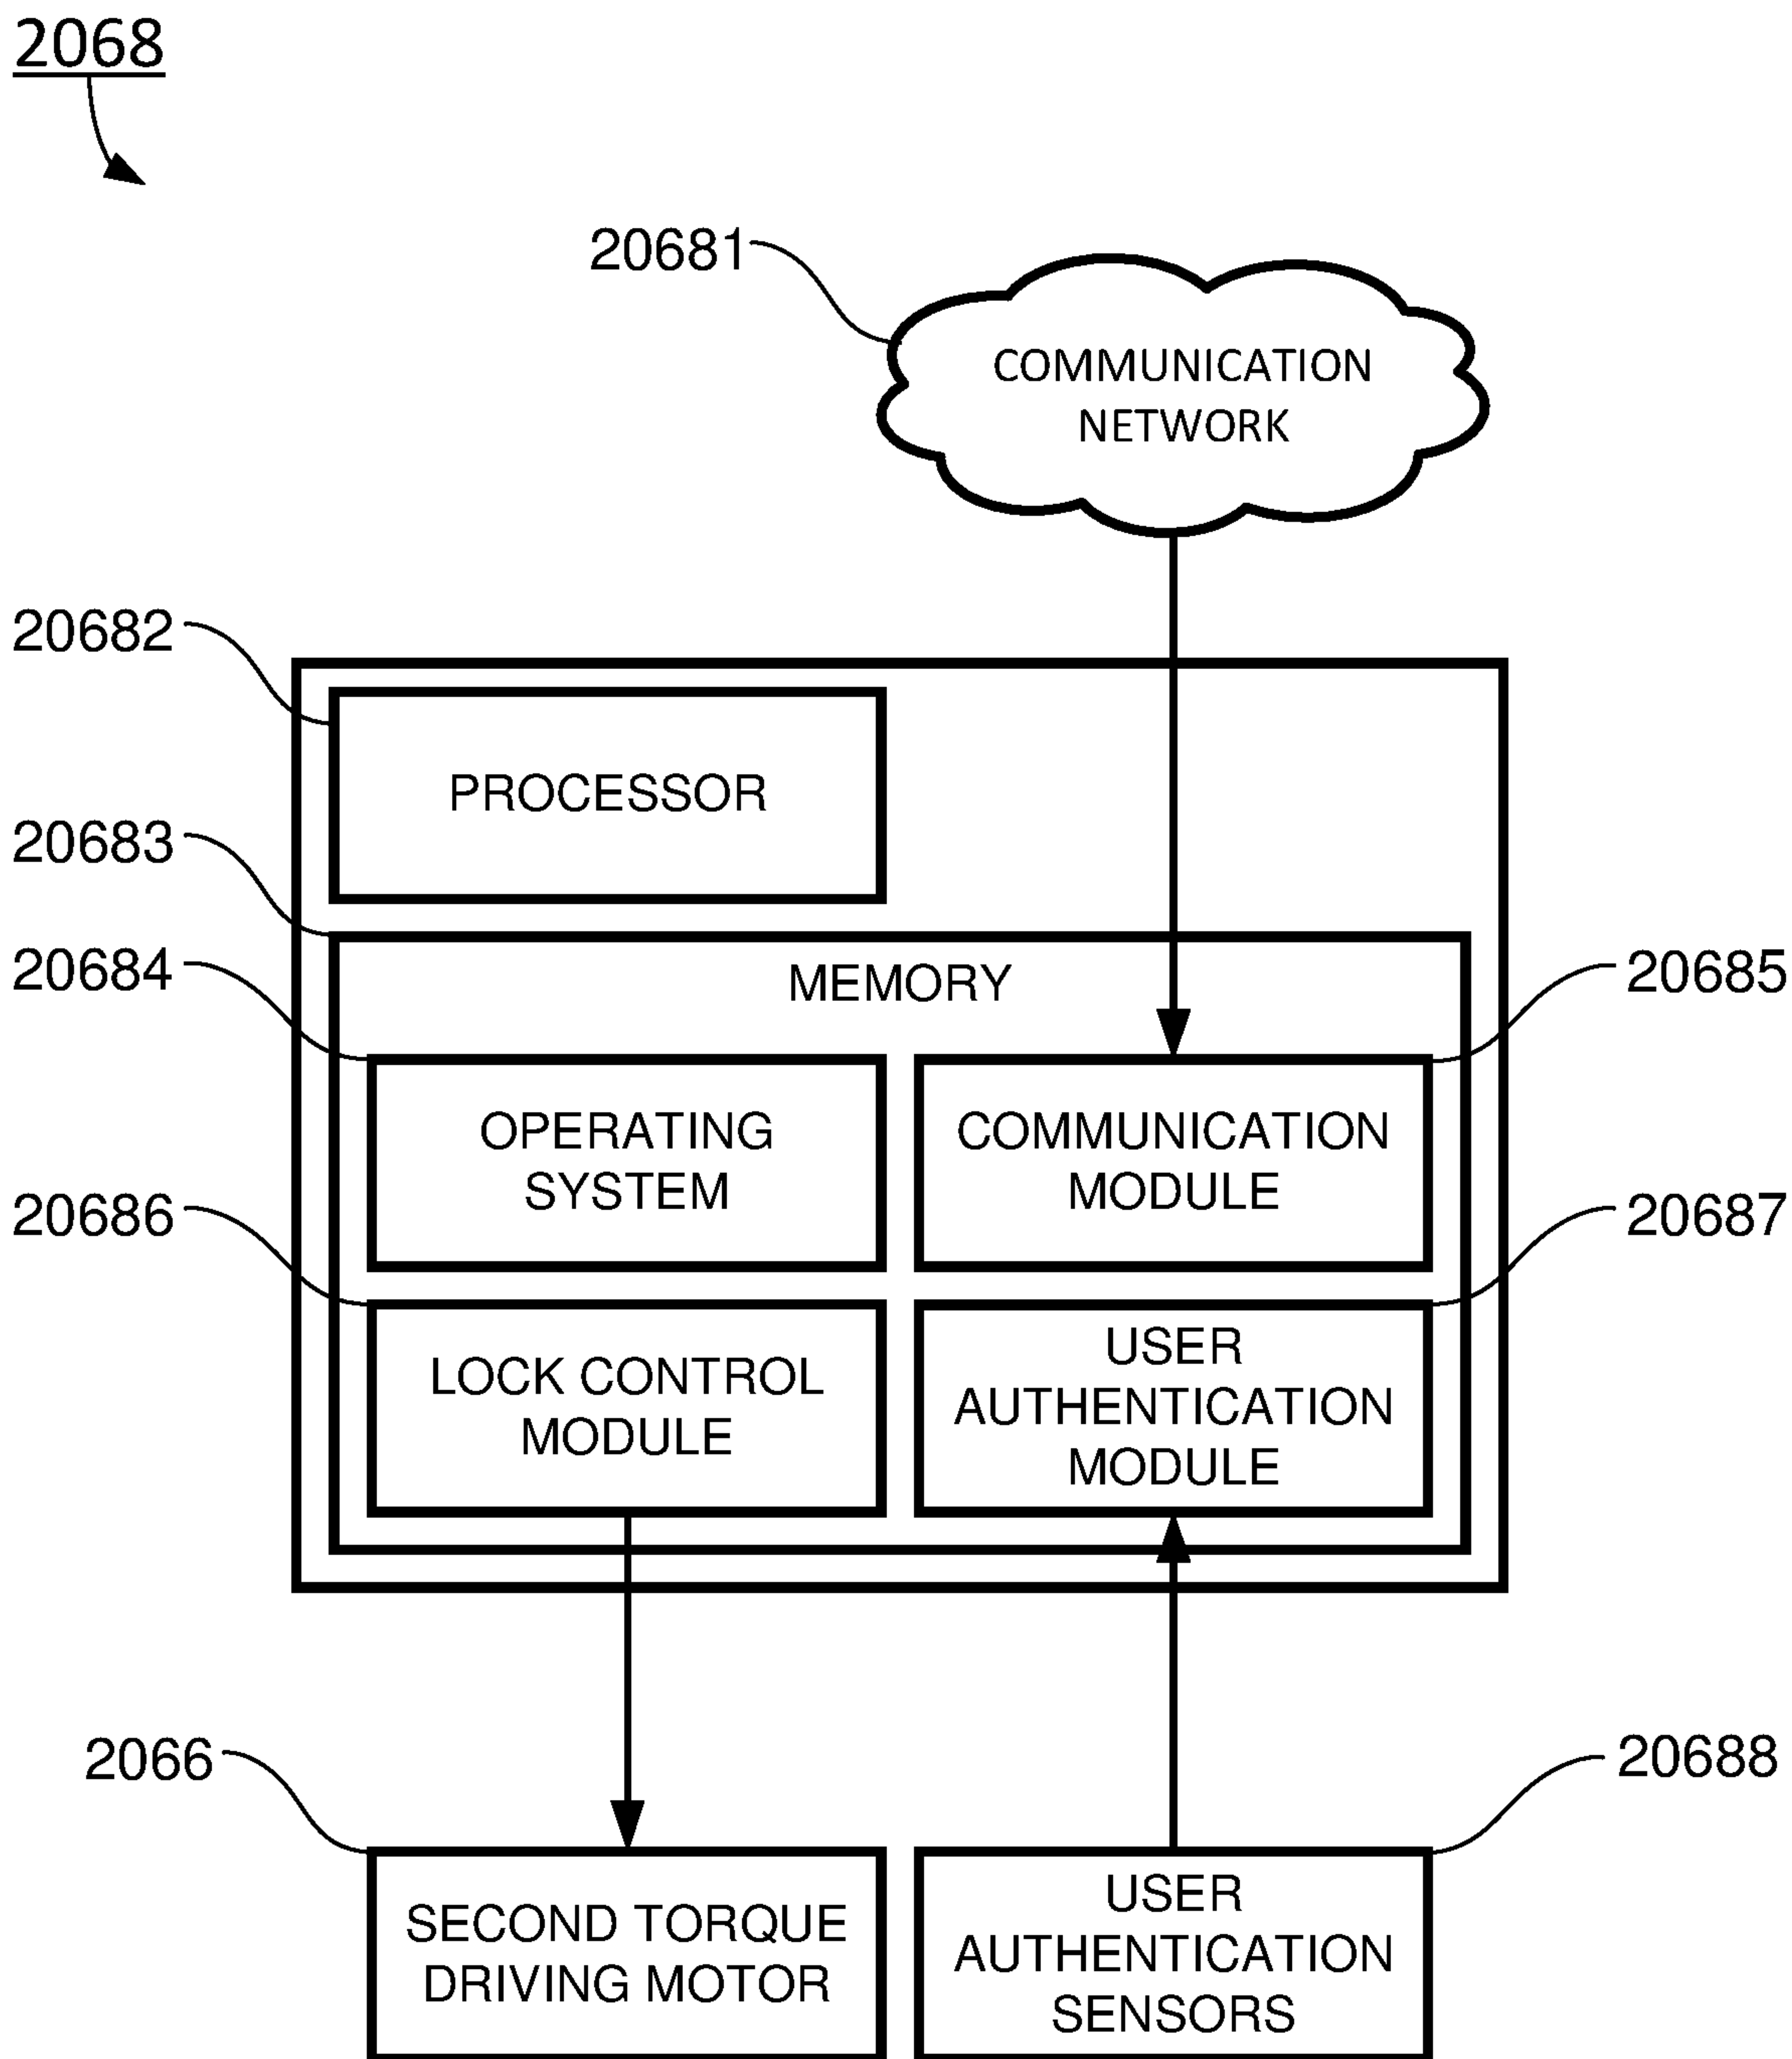 2068
20681
COMMUNICATION
NETWORK
20682
PROCESSOR
20683
20684
MEMORY
20685
OPERATING
SYSTEM
COMMUNICATION
MODULE
20686
20687
LOCK CONTROL
MODULE
USER
AUTHENTICATION
MODULE
2066
20688
SECOND TORQUE
DRIVING MOTOR
USER
AUTHENTICATION
SENSORS